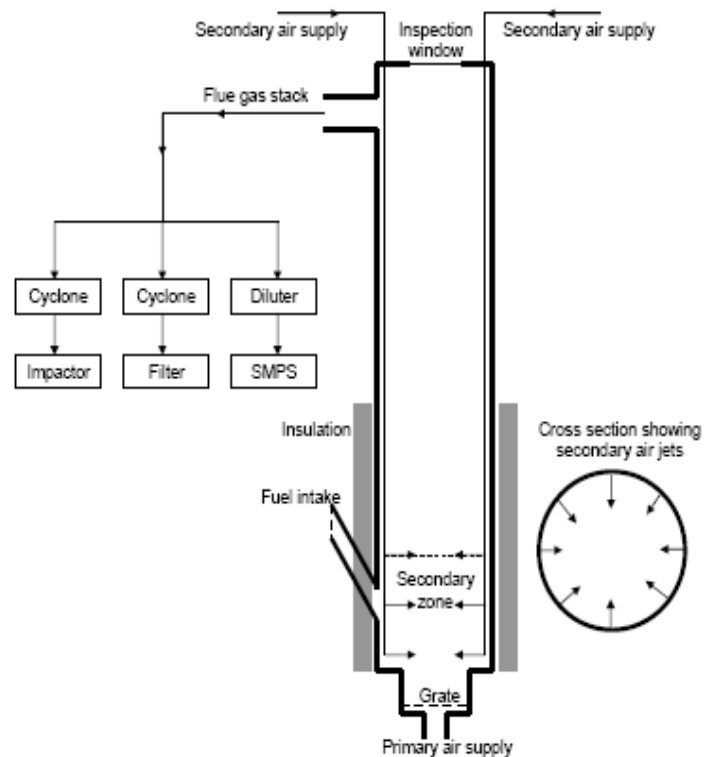 Secondary air supply
Inspection
window
Secondary air supply
Flue gas stack
Cyclone
Cyclone
Diluter
Impactor
Filter
SMPS
Insulation
Cross section showing
secondary air jets
Fuel intake
Secondary
zone
Grate
Primary air supply